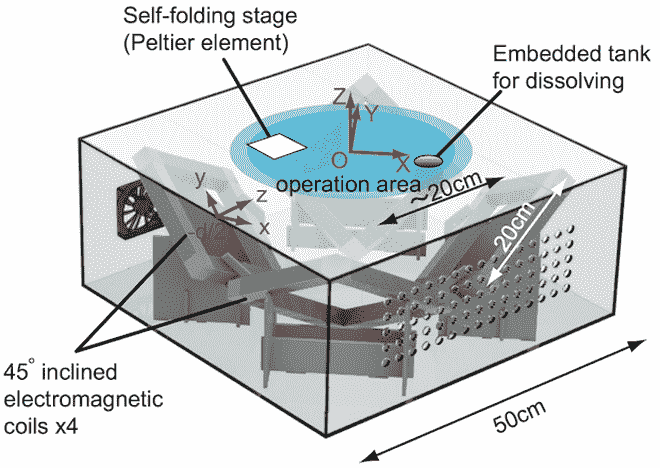 Self-folding stage
(Peltier element)
Embedded tank
for dissolving
Z
Y
O
X
operation area
~20cm
y
z
x
-d/2
20cm
45° inclined
electromagnetic
coils x4
50cm